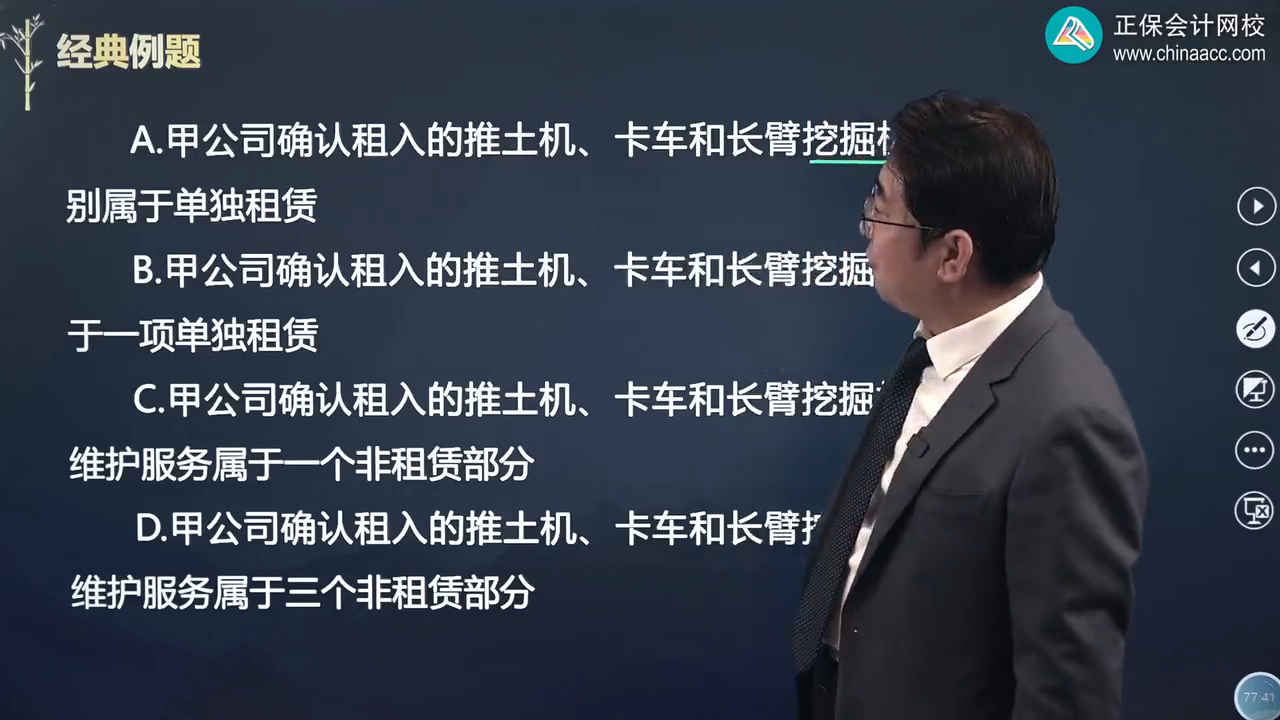 经典例题
正保会计网校
www.chinaacc.com
A.甲公司确认租入的推土机、卡车和长臂挖掘
别属于单独租赁
B.甲公司确认租入的推土机、卡车和长臂挖掘
于一项单独租赁
C.甲公司确认租入的推土机、卡车和长臂挖掘
维护服务属于一个非租赁部分
D.甲公司确认租入的推土机、卡车和长臂
维护服务属于三个非租赁部分
77:41